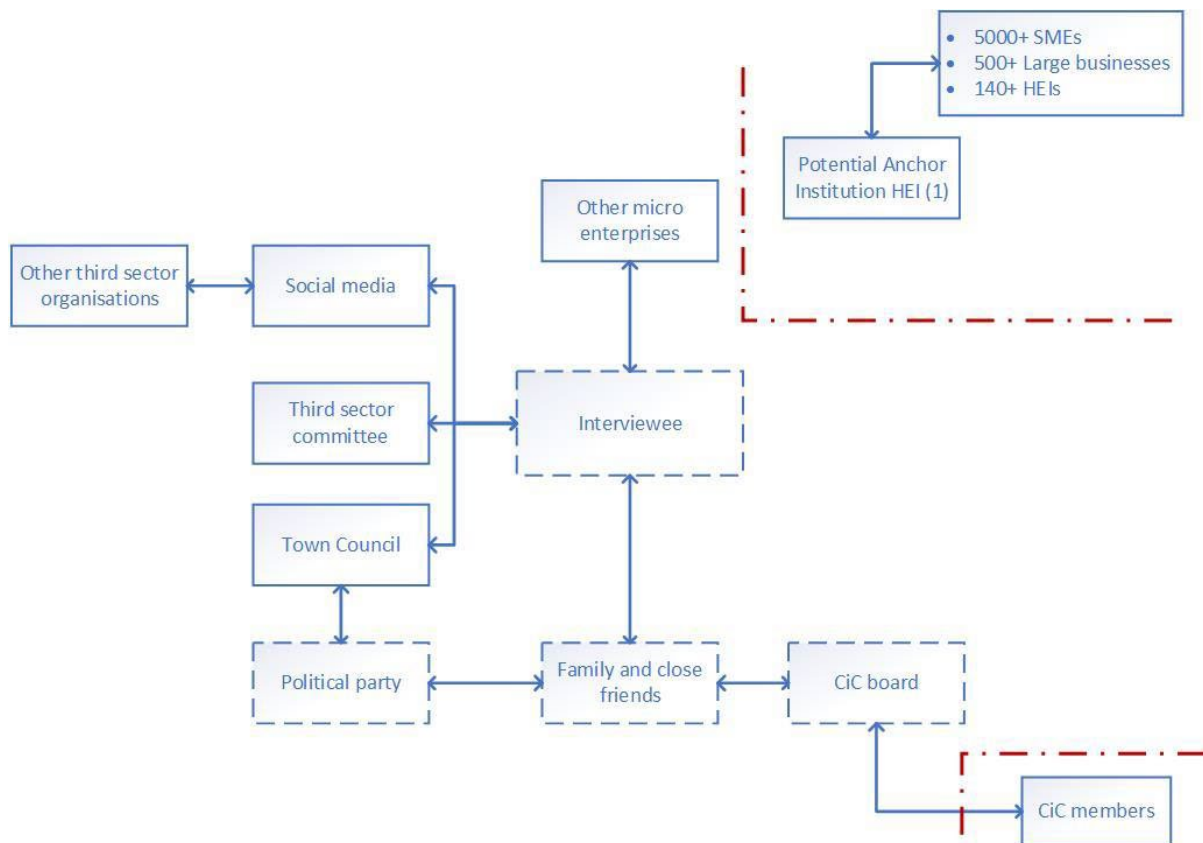 • 5000+ SMEs
• 500+ Large businesses
• 140+ HEIs
Potential Anchor
Institution HEI (1)
Other micro
enterprises
Other third sector
organisations
Social media
Third sector
committee
Interviewee
Town Council
Political party
Family and close
friends
CiC board
CiC members